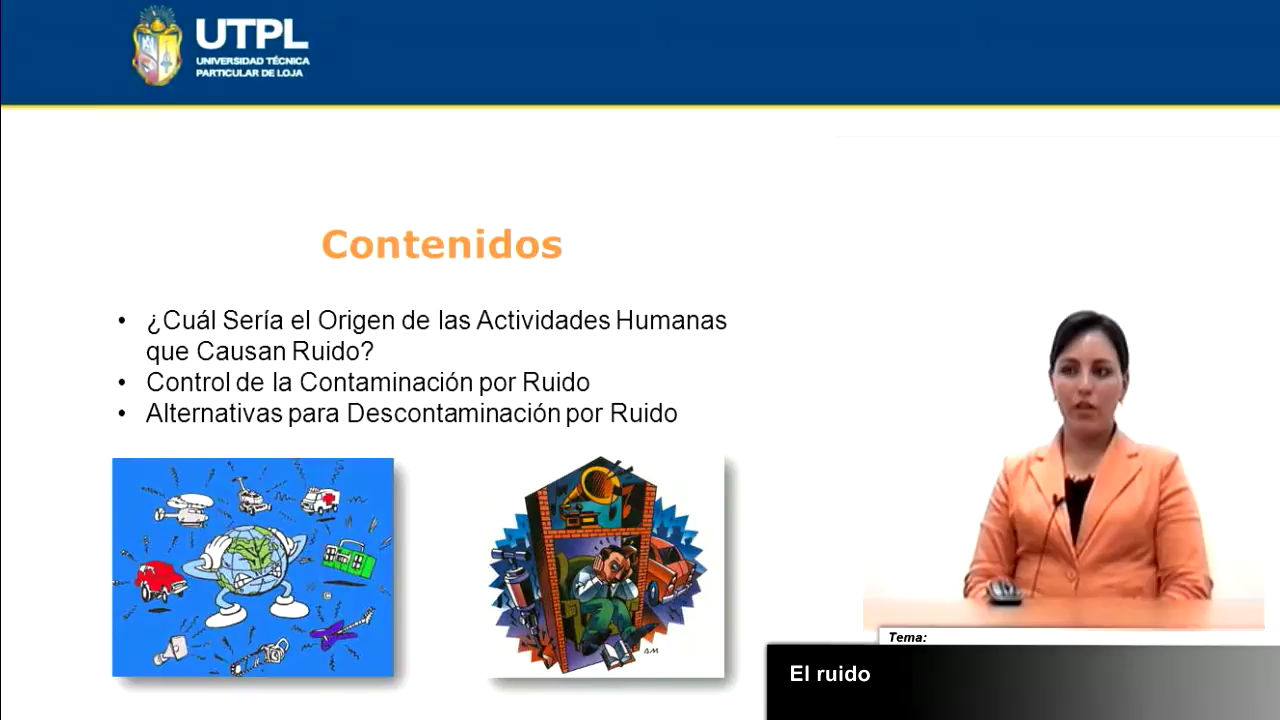 UTPL
UNIVERSIDAD TÉCNICA
PARTICULAR DE LOJA
Contenidos
• ¿Cuál Sería el Origen de las Actividades Humanas
que Causan Ruido?
• Control de la Contaminación por Ruido
• Alternativas para Descontaminación por Ruido
Tema:
El ruido